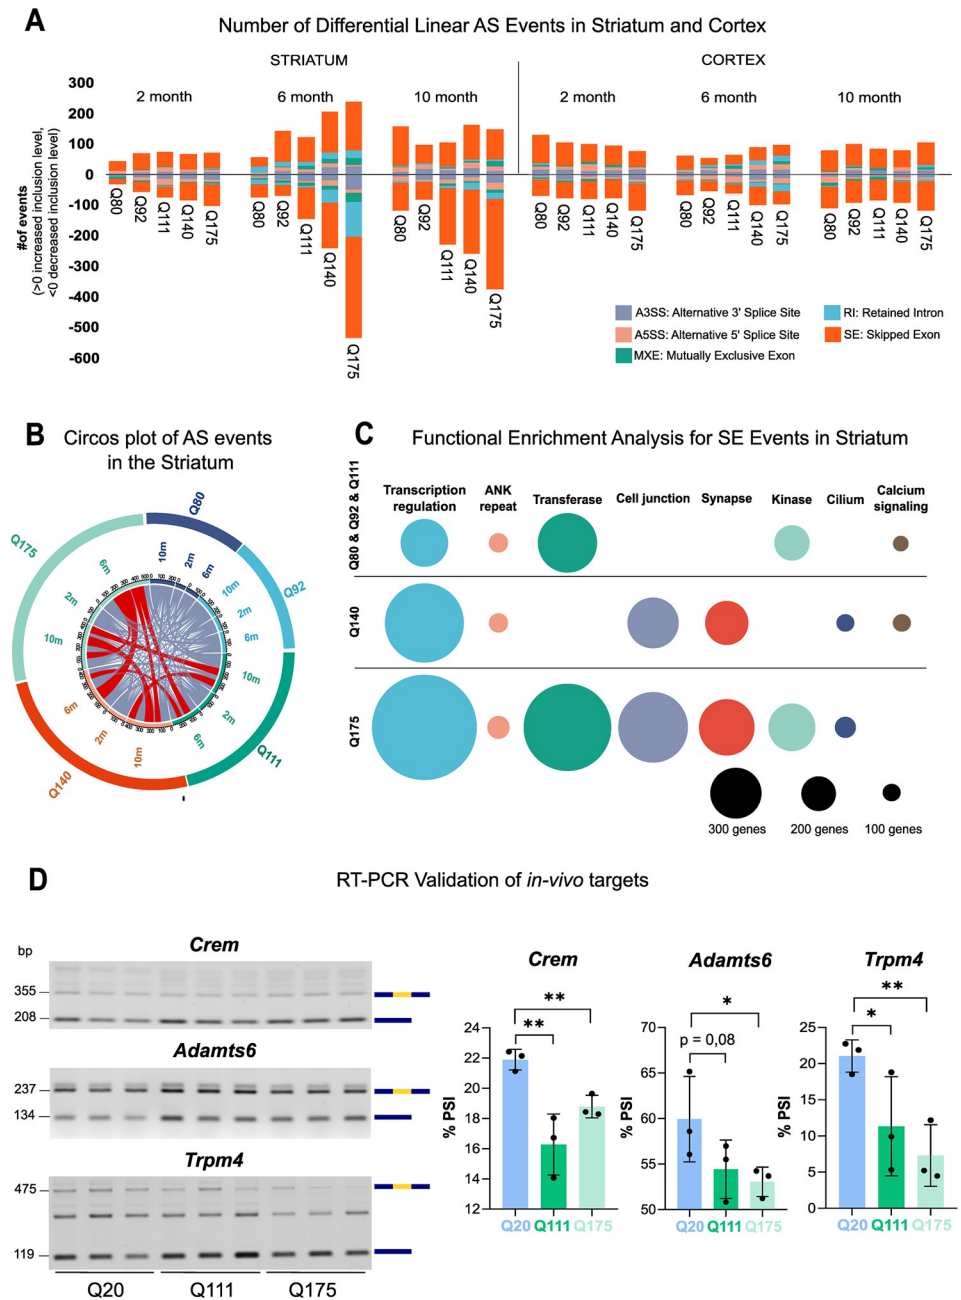 A
Number of Differential Linear AS Events in Striatum and Cortex
STRIATUM
CORTEX
2 month
6 month
10 month
2 month
6 month
10 month
#of events
(>0 increased inclusion level,
<0 decreased inclusion level)
300
200
100
0
-100
-200
-300
-400
-500
-600
Q80
Q92
Q111
Q140
Q175
Q80
Q92
Q111
Q140
Q175
Q80
Q92
Q111
Q140
Q175
Q80
Q92
Q111
Q140
Q175
Q80
Q92
Q111
Q140
Q175
Q80
Q92
Q111
Q140
Q175
A3SS: Alternative 3' Splice Site
RI: Retained Intron
A5SS: Alternative 5' Splice Site
SE: Skipped Exon
MXE: Mutually Exclusive Exon
B
Circos plot of AS events
in the Striatum
Q80
10m
2m
6m
Q92
10m
2m
6m
Q111
10m
2m
6m
Q140
10m
2m
6m
Q175
10m
2m
6m
C
Functional Enrichment Analysis for SE Events in Striatum
Transcription
regulation
ANK
repeat
Transferase
Cell junction
Synapse
Kinase
Cilium
Calcium
signaling
Q80 & Q92 & Q111
Q140
Q175
300 genes
200 genes
100 genes
D
RT-PCR Validation of in-vivo targets
bp
Crem
355
208
Adamts6
237
134
Trpm4
475
119
Q20
Q111
Q175
Crem
**
**
% PSI
22
20
18
16
14
12
Q20
Q111
Q175
Adamts6
*
p = 0,08
% PSI
70
65
60
55
50
Q20
Q111
Q175
Trpm4
**
*
% PSI
25
20
15
10
5
0
Q20
Q111
Q175